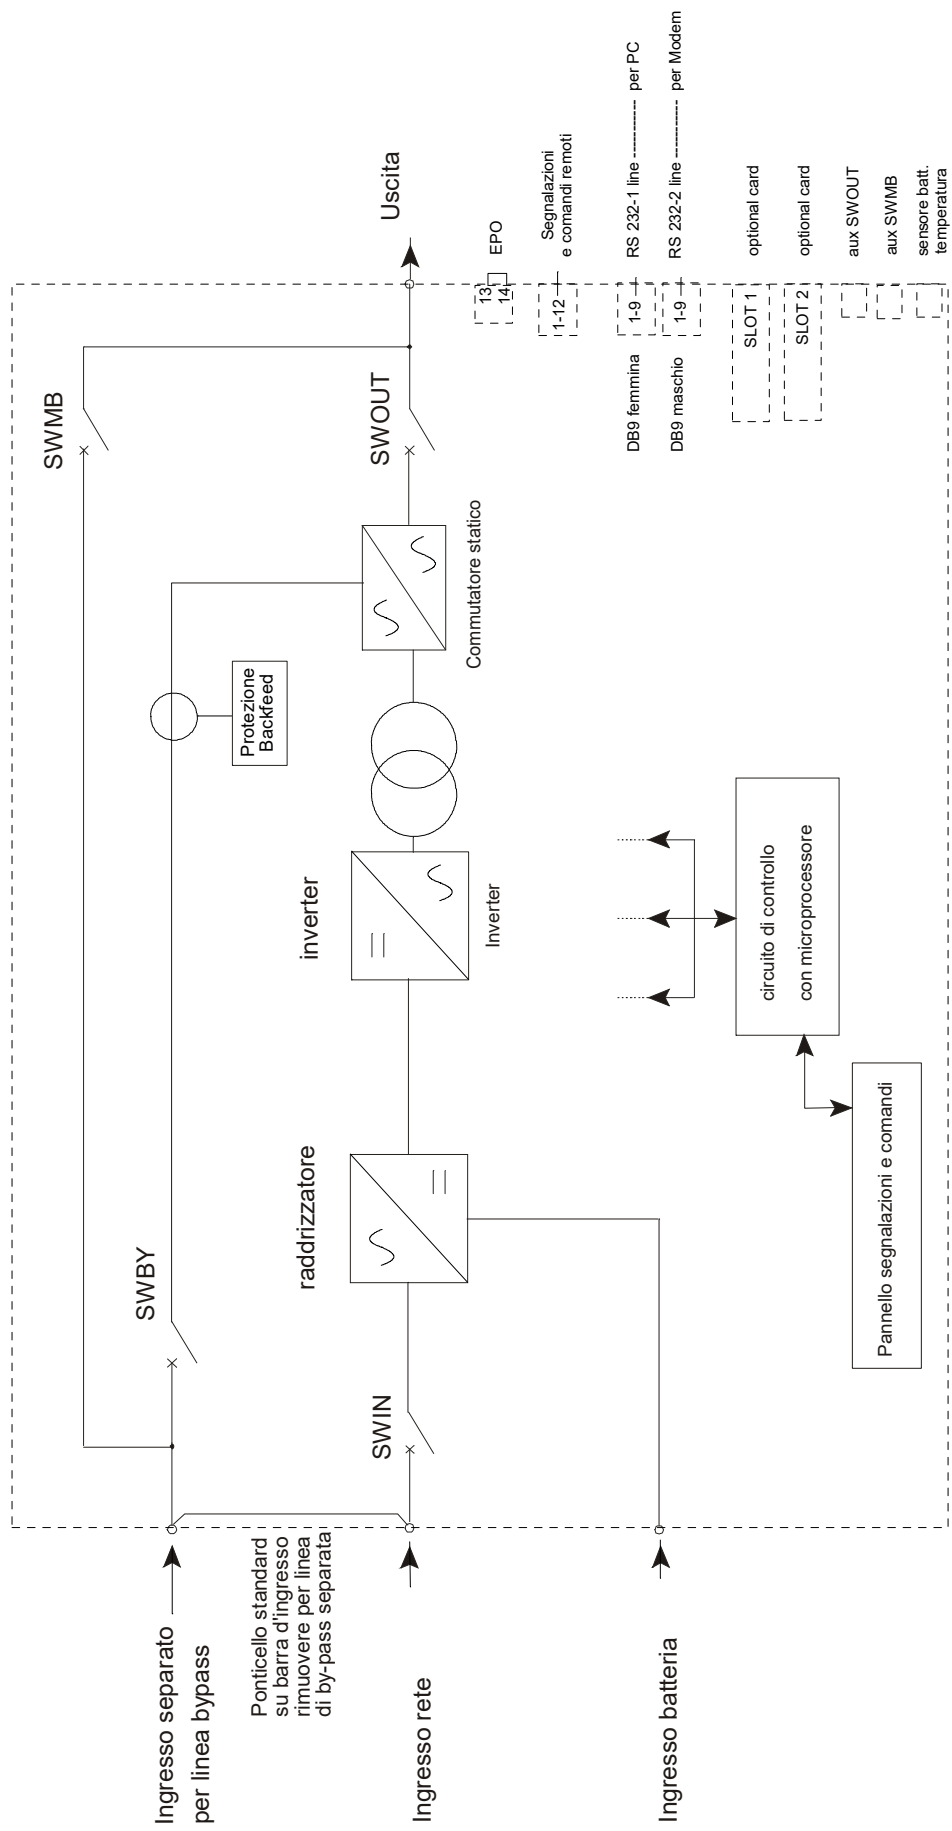 SWMB
SWBY
Protezione
Backfeed
Uscita
SWOUT
Commutatore statico
inverter
Inverter
raddrizzatore
SWIN
Ingresso separato
per linea bypass
Ponticello standard
su barra d'ingresso
rimuovere per linea
di by-pass separata
Ingresso rete
Ingresso batteria
13
14
EPO
1-12
Segnalazioni
e comandi remoti
DB9 femmina
1-9
RS 232-1 line ------------ per PC
DB9 maschio
1-9
RS 232-2 line ------------ per Modem
SLOT 1
optional card
SLOT 2
optional card
aux SWOUT
aux SWMB
sensore batt.
temperatura
circuito di controllo
con microprocessore
Pannello segnalazioni e comandi